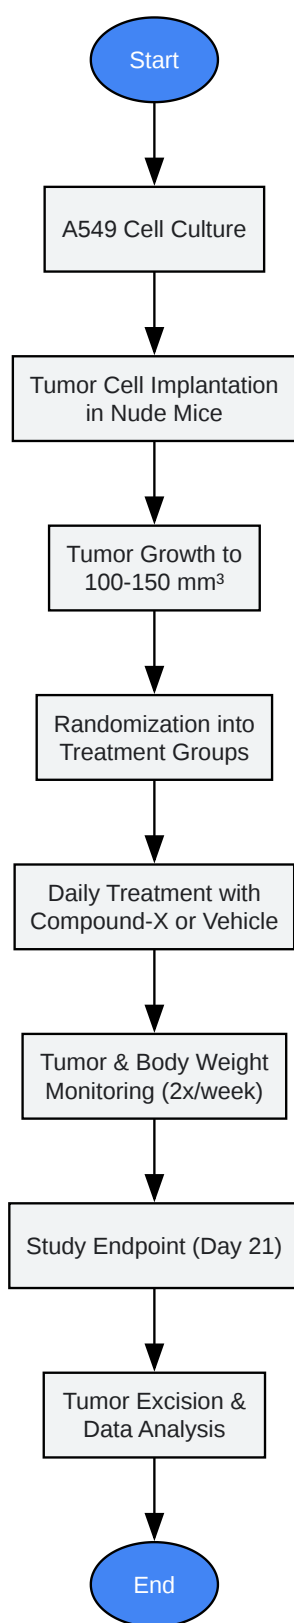 Start
A549 Cell Culture
Tumor Cell Implantation
in Nude Mice
Tumor Growth to
100-150 mm³
Randomization into
Treatment Groups
Daily Treatment with
Compound-X or Vehicle
Tumor & Body Weight
Monitoring (2x/week)
Study Endpoint (Day 21)
Tumor Excision &
Data Analysis
End